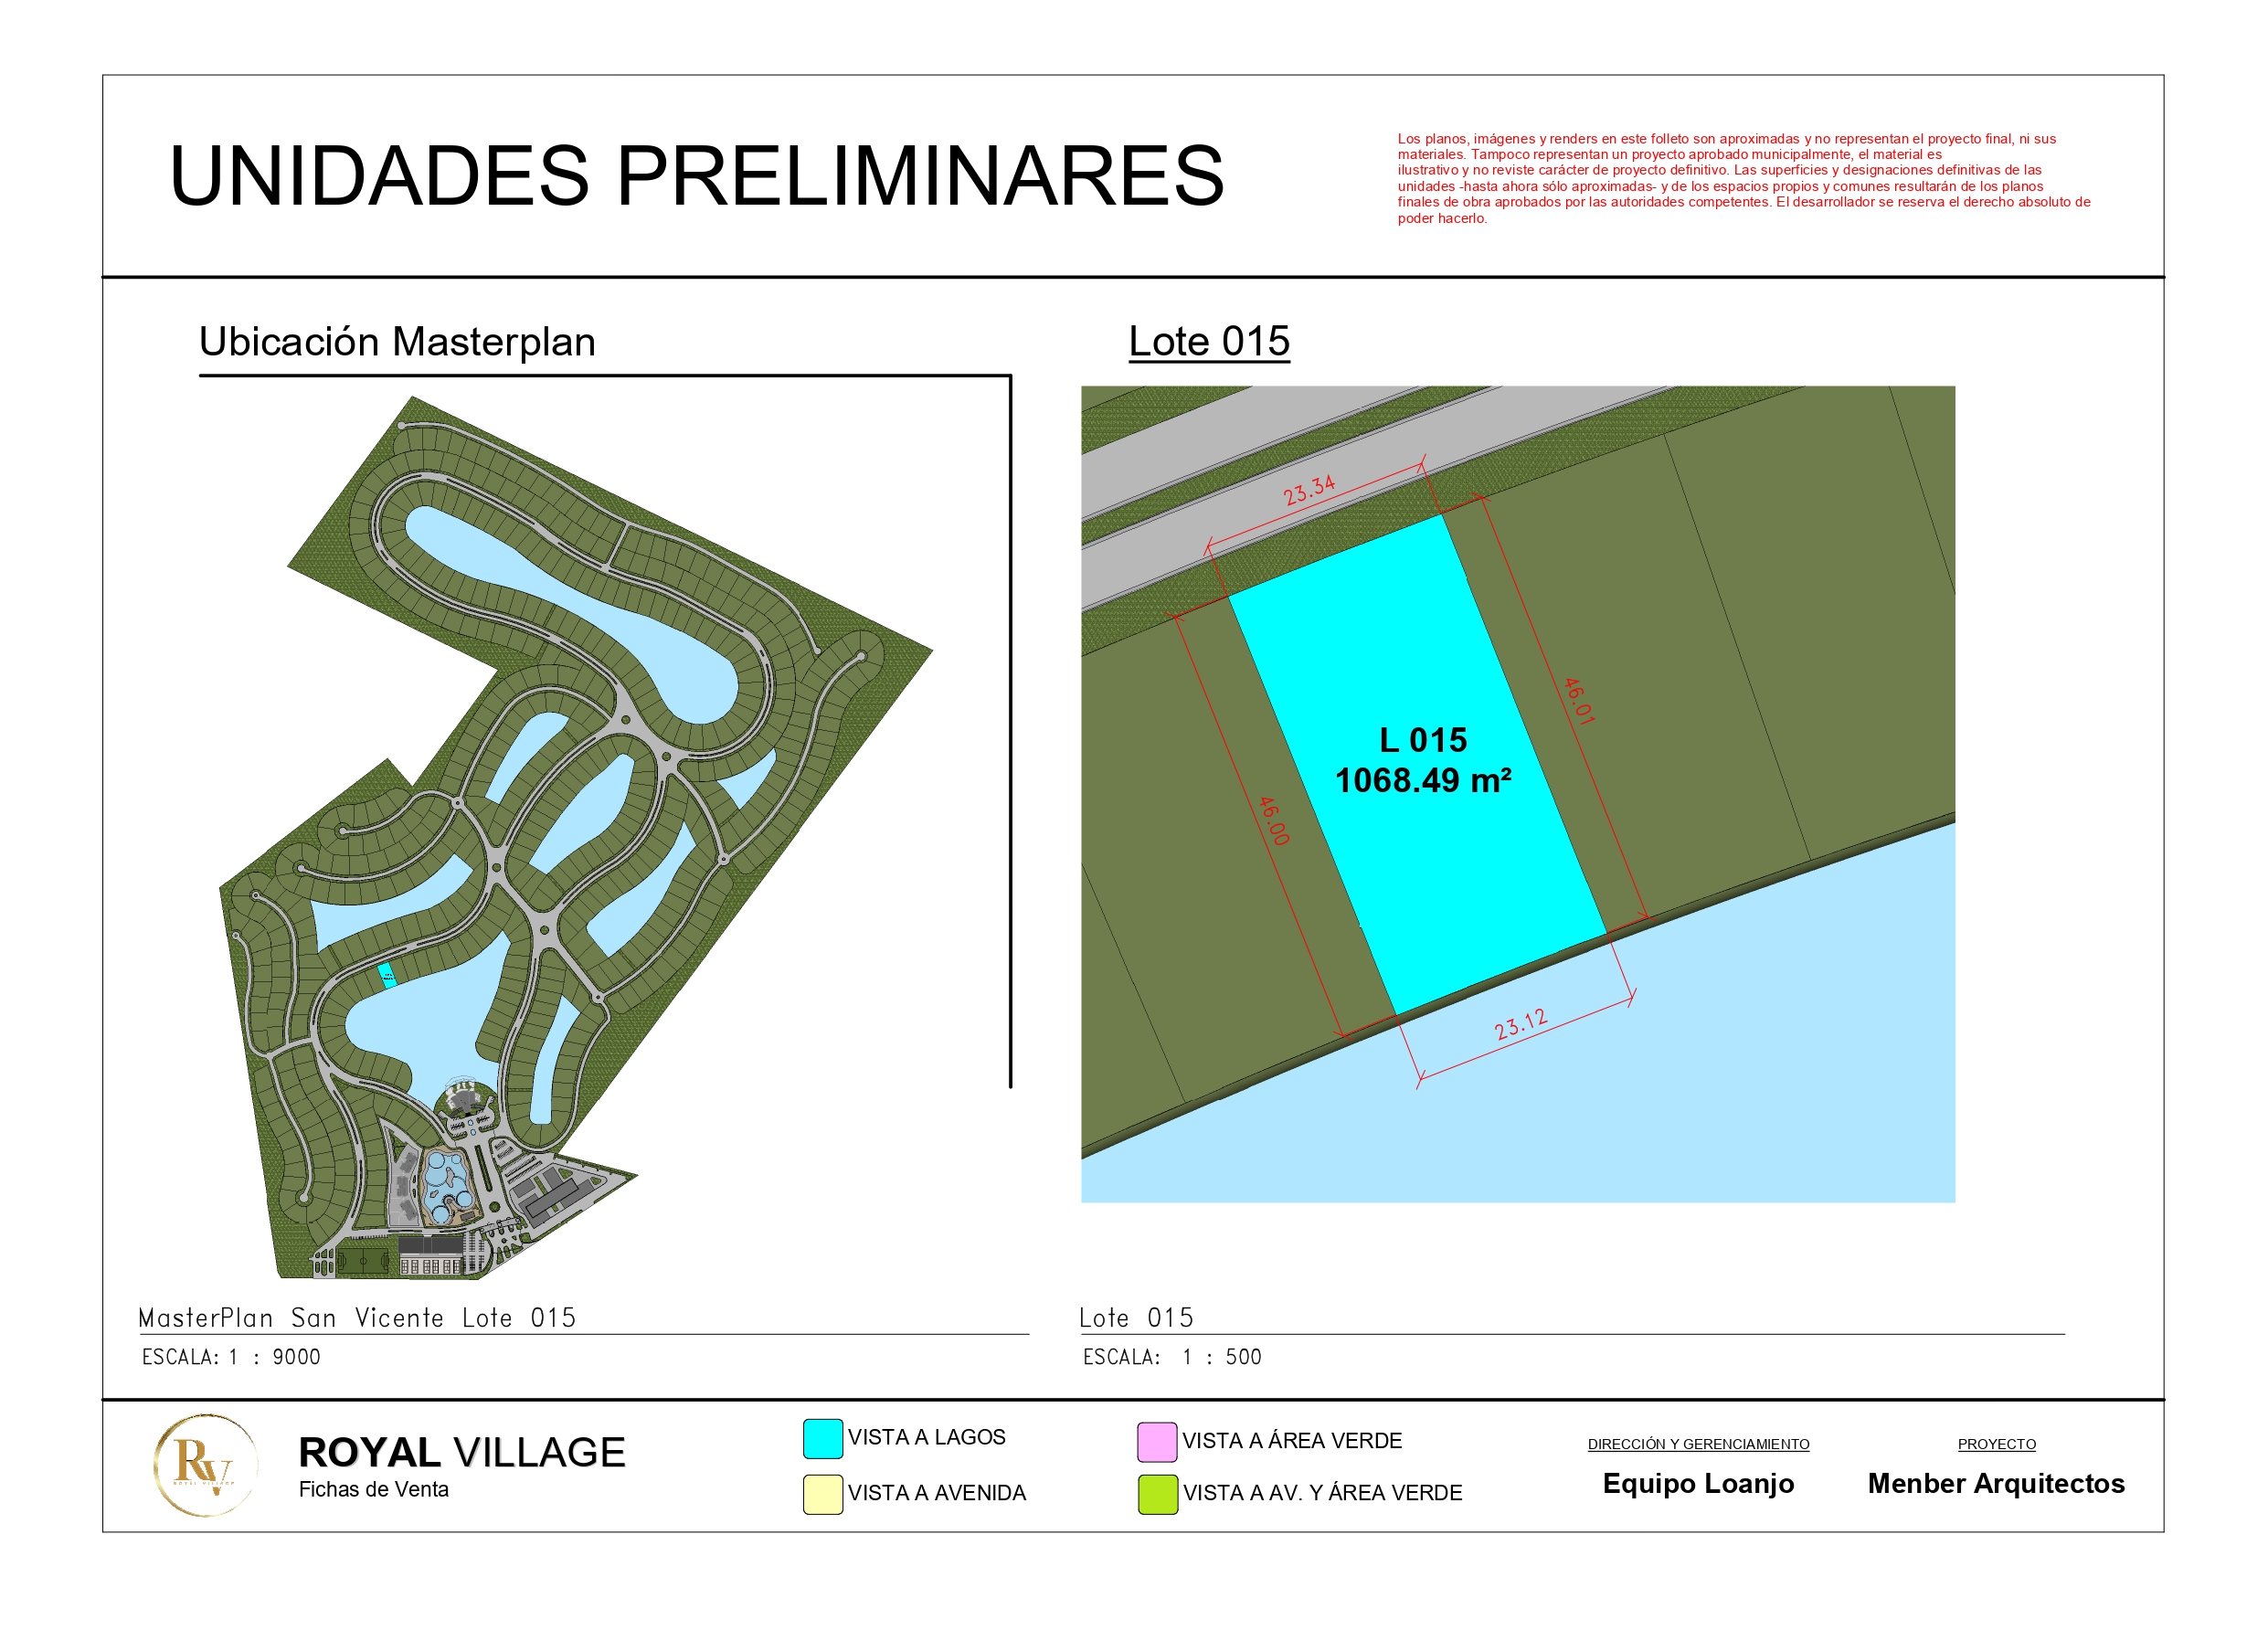 UNIDADES PRELIMINARES
Los planos, imágenes y renders en este folleto son aproximadas y no representan el proyecto final, ni sus
materiales. Tampoco representan un proyecto aprobado municipalmente, el material es
ilustrativo y no reviste carácter de proyecto definitivo. Las superficies y designaciones definitivas de las
unidades -hasta ahora sólo aproximadas- y de los espacios propios y comunes resultarán de los planos
finales de obra aprobados por las autoridades competentes. El desarrollador se reserva el derecho absoluto de
poder hacerlo.
Ubicación Masterplan
Lote 015
23.34
46.01
L 015
1068.49 m²
46.00
23.12
MasterPlan San Vicente Lote 015
ESCALA: 1 : 9000
Lote 015
ESCALA: 1 : 500
RV
ROYAL VILLAGE
ROYAL VILLAGE
Fichas de Venta
VISTA A LAGOS
VISTA A AVENIDA
VISTA A ÁREA VERDE
VISTA A AV. Y ÁREA VERDE
DIRECCIÓN Y GERENCIAMIENTO
Equipo Loanjo
PROYECTO
Menber Arquitectos